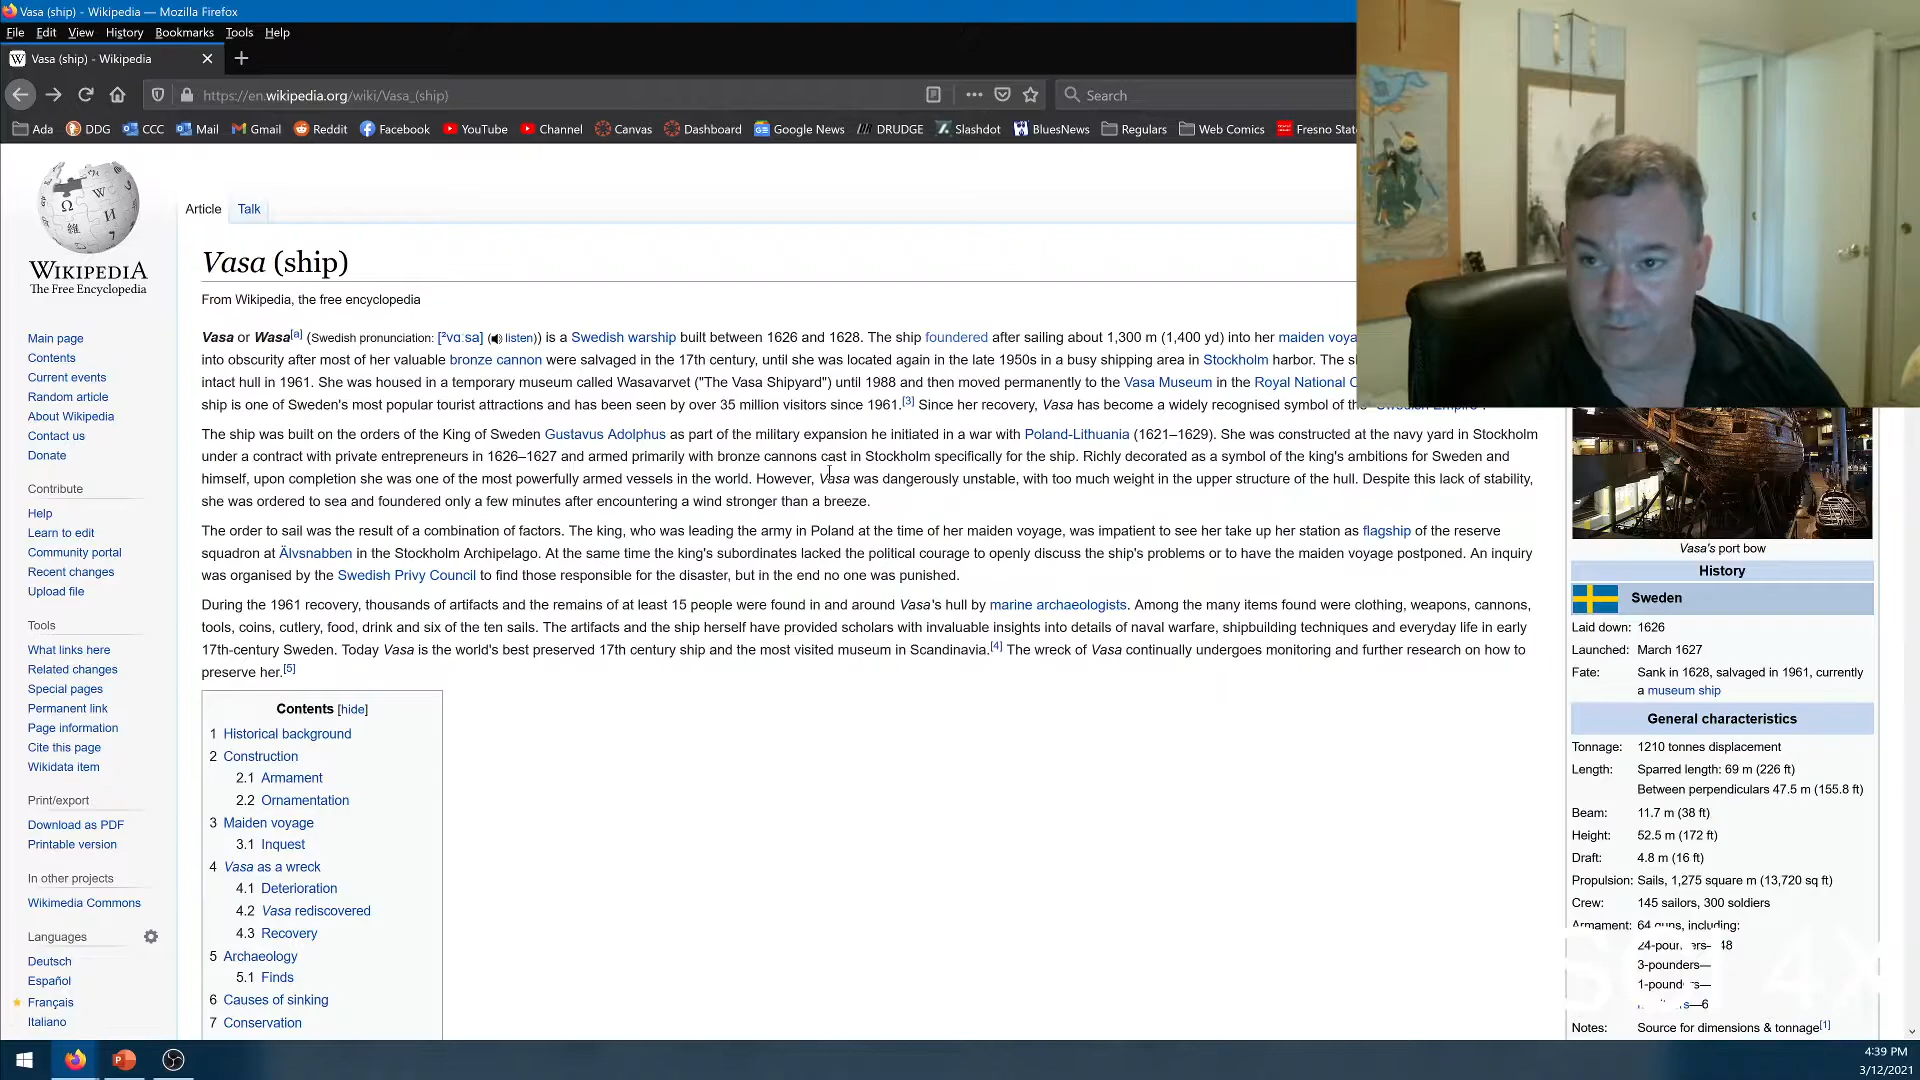 Vasa (ship) - Wikipedia — Mozilla Firefox
File Edit View History Bookmarks Tools Help
Vasa (ship) - Wikipedia
https://en.wikipedia.org/wiki/Vasa_(ship)
Search
Ada DDG CCC Mail Gmail Reddit Facebook YouTube Channel Canvas Dashboard Google News DRUDGE Slashdot BluesNews Regulars Web Comics Fresno Stat
WIKIPEDIA
The Free Encyclopedia
Main page
Contents
Current events
Random article
About Wikipedia
Contact us
Donate
Contribute
Help
Learn to edit
Community portal
Recent changes
Upload file
Tools
What links here
Related changes
Special pages
Permanent link
Page information
Cite this page
Wikidata item
Print/export
Download as PDF
Printable version
In other projects
Wikimedia Commons
Languages
Deutsch
Español
Français
Italiano
Article Talk
Vasa (ship)
From Wikipedia, the free encyclopedia
Vasa or Wasa[a] (Swedish pronunciation: [²vɑːsa] (listen)) is a Swedish warship built between 1626 and 1628. The ship foundered after sailing about 1,300 m (1,400 yd) into her maiden voya
into obscurity after most of her valuable bronze cannon were salvaged in the 17th century, until she was located again in the late 1950s in a busy shipping area in Stockholm harbor. The s
intact hull in 1961. She was housed in a temporary museum called Wasavarvet ("The Vasa Shipyard") until 1988 and then moved permanently to the Vasa Museum in the Royal National C
ship is one of Sweden's most popular tourist attractions and has been seen by over 35 million visitors since 1961.[3] Since her recovery, Vasa has become a widely recognised symbol of the Swedish Empire.
The ship was built on the orders of the King of Sweden Gustavus Adolphus as part of the military expansion he initiated in a war with Poland-Lithuania (1621–1629). She was constructed at the navy yard in Stockholm
under a contract with private entrepreneurs in 1626–1627 and armed primarily with bronze cannons cast in Stockholm specifically for the ship. Richly decorated as a symbol of the king's ambitions for Sweden and
himself, upon completion she was one of the most powerfully armed vessels in the world. However, Vasa was dangerously unstable, with too much weight in the upper structure of the hull. Despite this lack of stability,
she was ordered to sea and foundered only a few minutes after encountering a wind stronger than a breeze.
The order to sail was the result of a combination of factors. The king, who was leading the army in Poland at the time of her maiden voyage, was impatient to see her take up her station as flagship of the reserve
squadron at Älvsnabben in the Stockholm Archipelago. At the same time the king's subordinates lacked the political courage to openly discuss the ship's problems or to have the maiden voyage postponed. An inquiry
was organised by the Swedish Privy Council to find those responsible for the disaster, but in the end no one was punished.
During the 1961 recovery, thousands of artifacts and the remains of at least 15 people were found in and around Vasa's hull by marine archaeologists. Among the many items found were clothing, weapons, cannons,
tools, coins, cutlery, food, drink and six of the ten sails. The artifacts and the ship herself have provided scholars with invaluable insights into details of naval warfare, shipbuilding techniques and everyday life in early
17th-century Sweden. Today Vasa is the world's best preserved 17th century ship and the most visited museum in Scandinavia.[4] The wreck of Vasa continually undergoes monitoring and further research on how to
preserve her.[5]
Contents [hide]
1 Historical background
2 Construction
2.1 Armament
2.2 Ornamentation
3 Maiden voyage
3.1 Inquest
4 Vasa as a wreck
4.1 Deterioration
4.2 Vasa rediscovered
4.3 Recovery
5 Archaeology
5.1 Finds
6 Causes of sinking
7 Conservation
Vasa's port bow
History
Sweden
Laid down: 1626
Launched: March 1627
Fate: Sank in 1628, salvaged in 1961, currently
a museum ship
General characteristics
Tonnage: 1210 tonnes displacement
Length: Sparred length: 69 m (226 ft)
Between perpendiculars 47.5 m (155.8 ft)
Beam: 11.7 m (38 ft)
Height: 52.5 m (172 ft)
Draft: 4.8 m (16 ft)
Propulsion: Sails, 1,275 square m (13,720 sq ft)
Crew: 145 sailors, 300 soldiers
Armament: 64 guns, including:
24-pounders—48
3-pounders—
1-pounders—
—6
Notes: Source for dimensions & tonnage[1]
4:39 PM
3/12/2021